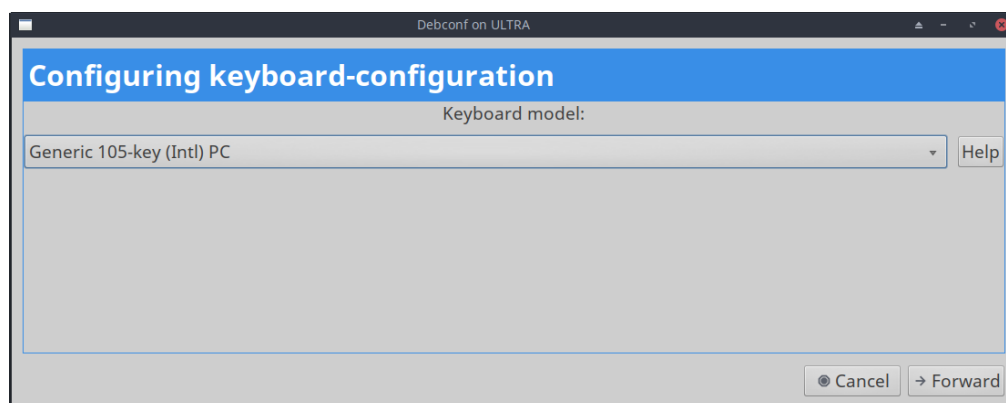 Debconf on ULTRA
Configuring keyboard-configuration
Keyboard model:
Generic 105-key (Intl) PC
Help
Cancel
Forward